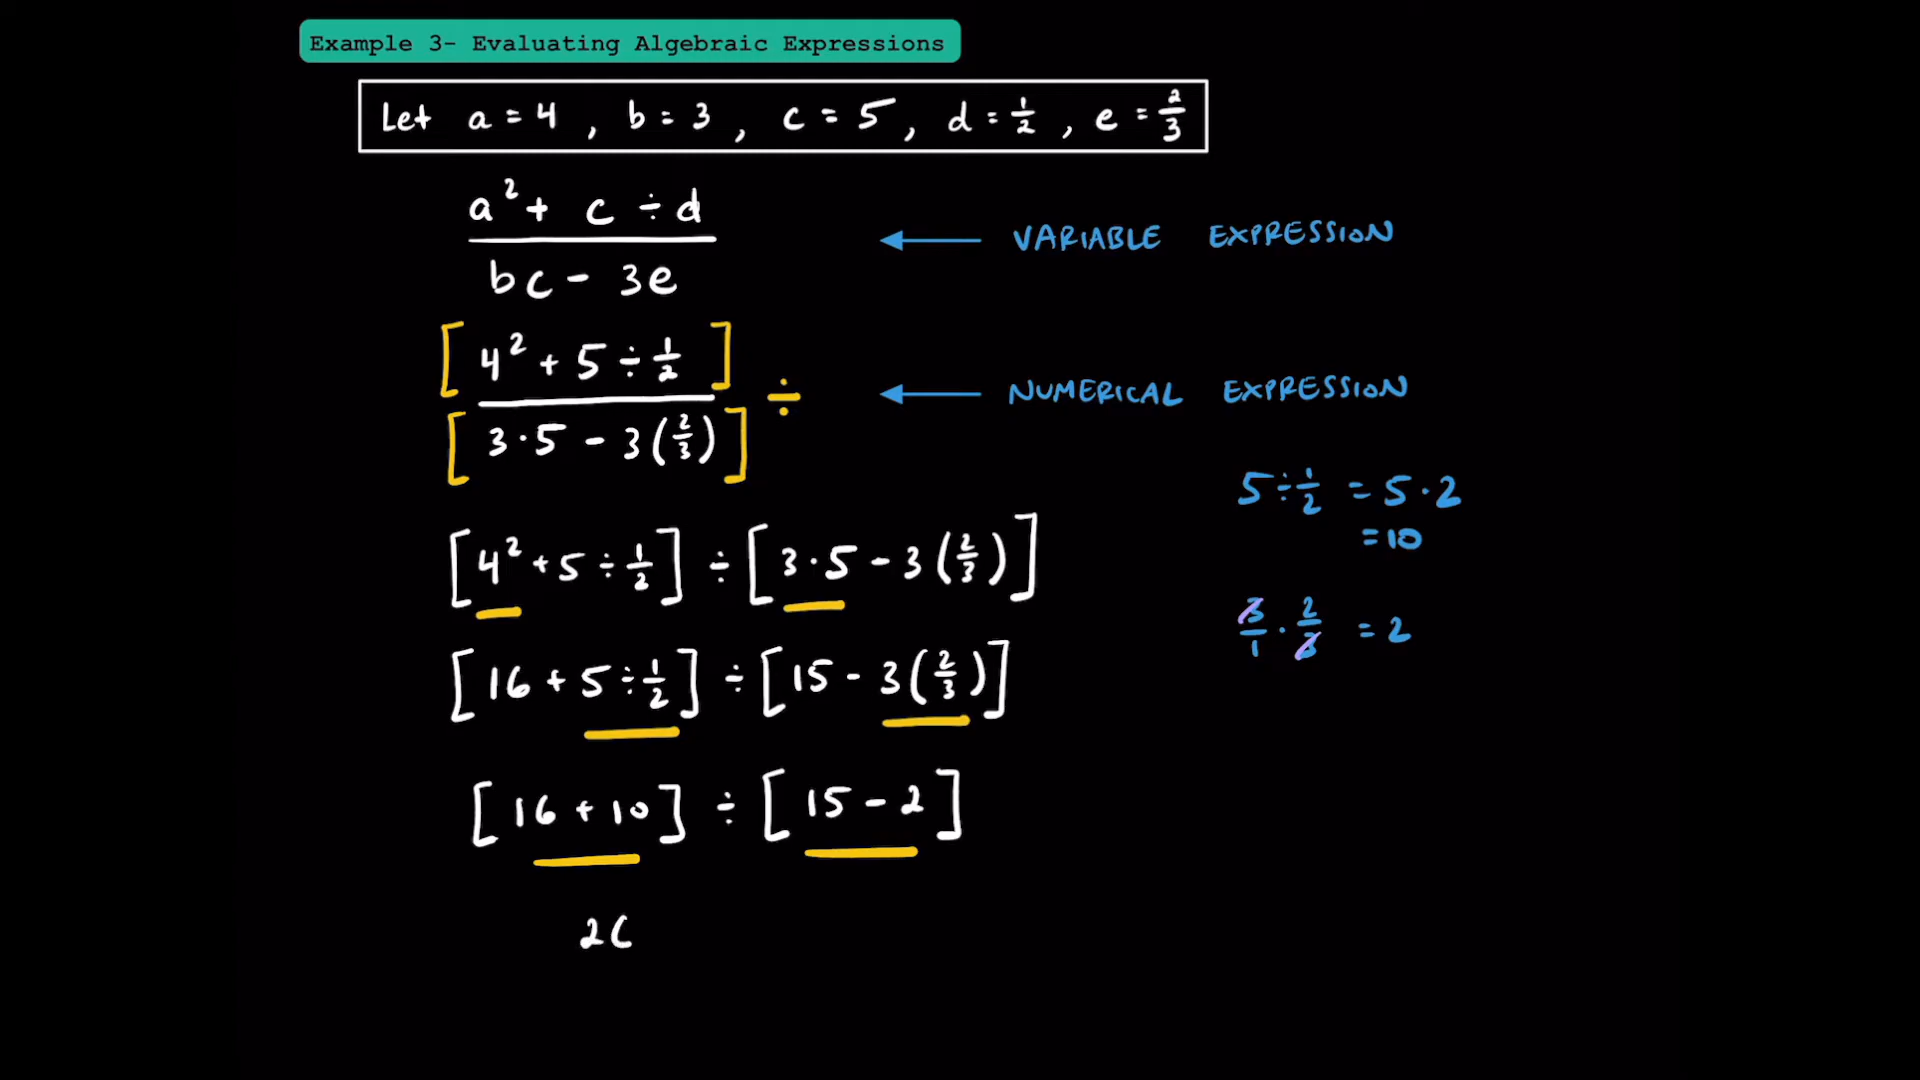 Example 3- Evaluating Algebraic Expressions
Let a = 4 , b = 3 , c = 5 , d = 1/2 , e = 2/3
a² + c ÷ d
bc - 3e
← VARIABLE EXPRESSION
[ 4² + 5 ÷ 1/2 ]
[ 3 · 5 - 3(2/3) ]
÷
← NUMERICAL EXPRESSION
5 ÷ 1/2 = 5 · 2
= 10
[4² + 5 ÷ 1/2] ÷ [3 · 5 - 3(2/3)]
3/1 · 2/3 = 2
[16 + 5 ÷ 1/2] ÷ [15 - 3(2/3)]
[16 + 10] ÷ [15 - 2]
2(